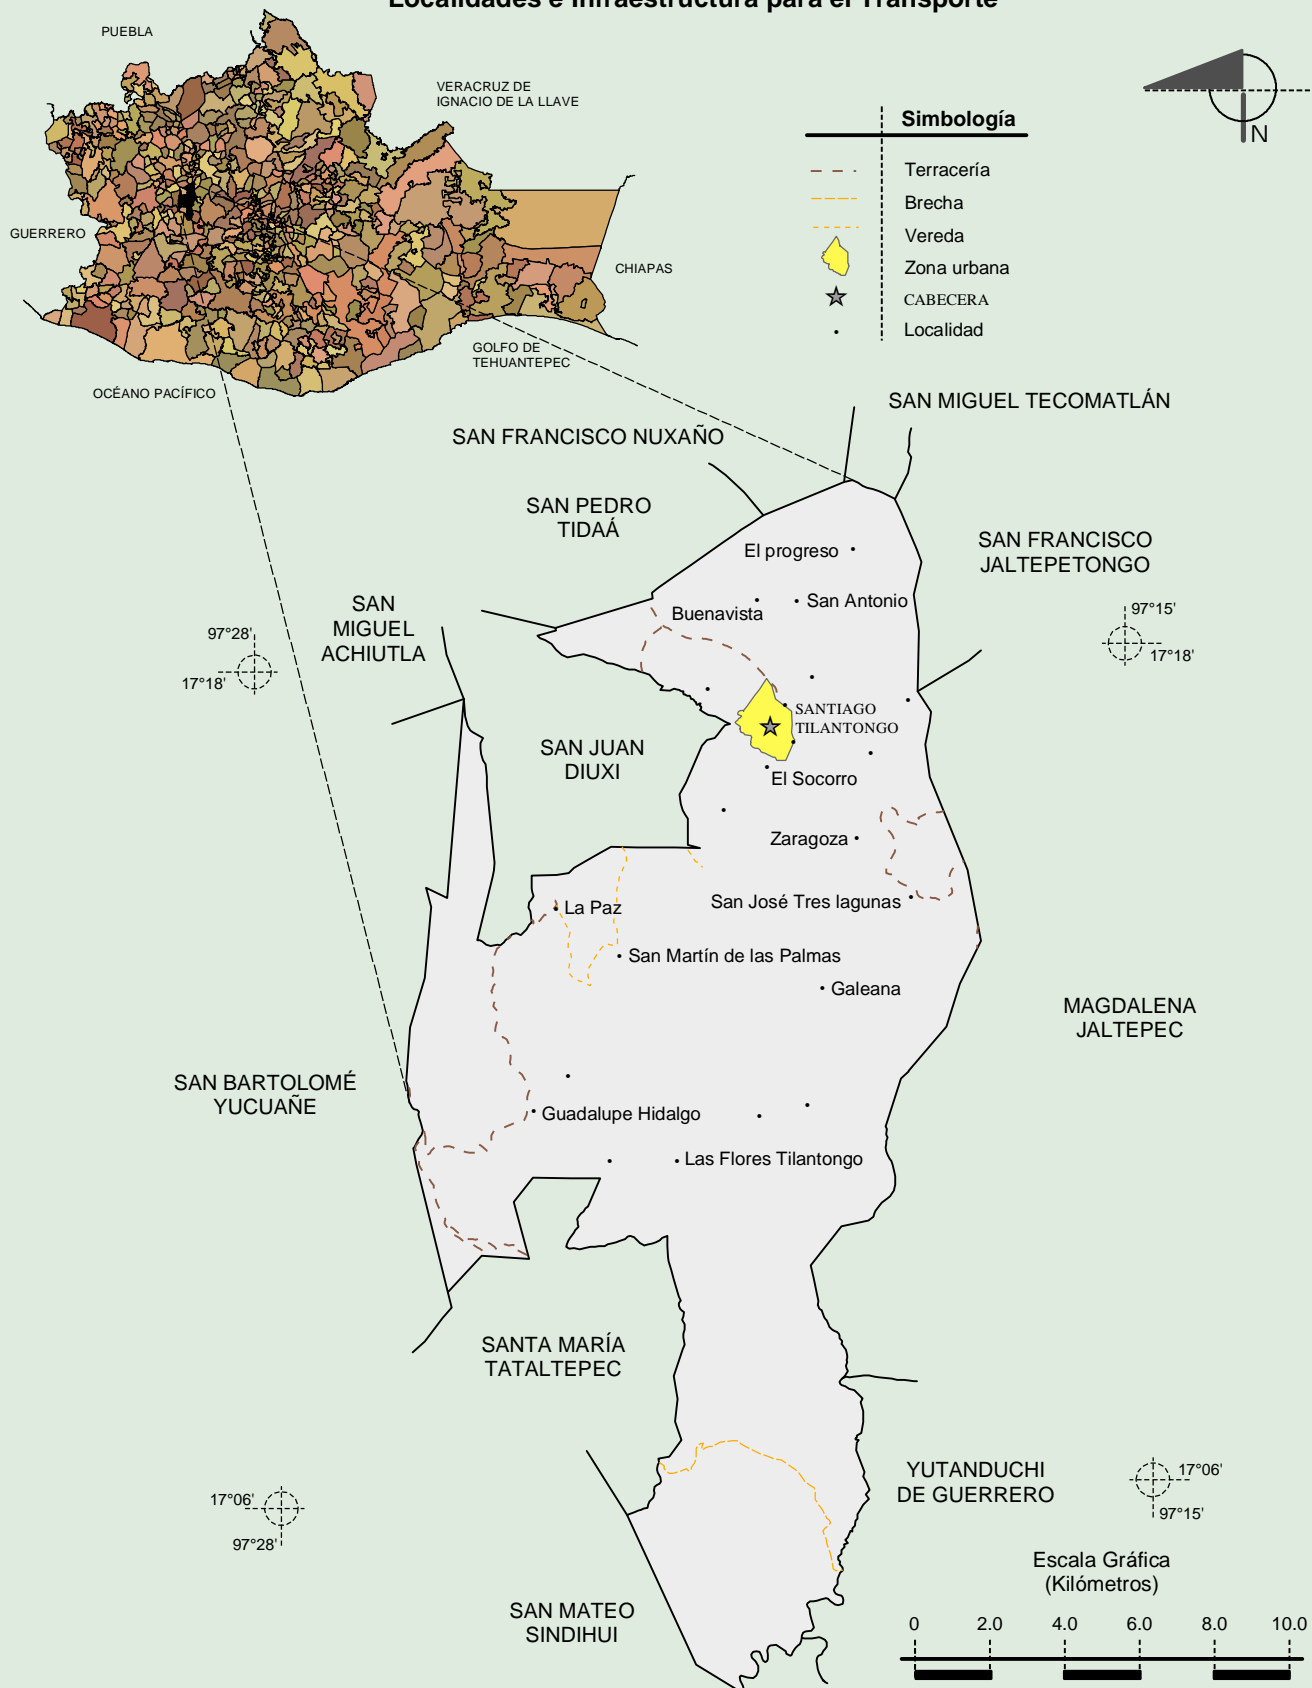 Localidades e Infraestructura para el Transporte
PUEBLA
VERACRUZ DE
IGNACIO DE LA LLAVE
GUERRERO
CHIAPAS
GOLFO DE
TEHUANTEPEC
OCÉANO PACÍFICO
N
Simbología
Terracería
Brecha
Vereda
Zona urbana
CABECERA
Localidad
SAN MIGUEL TECOMATLÁN
SAN FRANCISCO NUXAÑO
SAN PEDRO
TIDAÁ
SAN FRANCISCO
JALTEPETONGO
El progreso
San Antonio
Buenavista
SAN
MIGUEL
ACHIUTLA
97°28'
17°18'
97°15'
17°18'
SANTIAGO
TILANTONGO
SAN JUAN
DIUXI
El Socorro
Zaragoza
San José Tres lagunas
La Paz
San Martín de las Palmas
Galeana
MAGDALENA
JALTEPEC
SAN BARTOLOMÉ
YUCUAÑE
Guadalupe Hidalgo
Las Flores Tilantongo
SANTA MARÍA
TATALTEPEC
YUTANDUCHI
DE GUERRERO
17°06'
97°28'
17°06'
97°15'
SAN MATEO
SINDIHUI
Escala Gráfica
(Kilómetros)
0 2.0 4.0 6.0 8.0 10.0